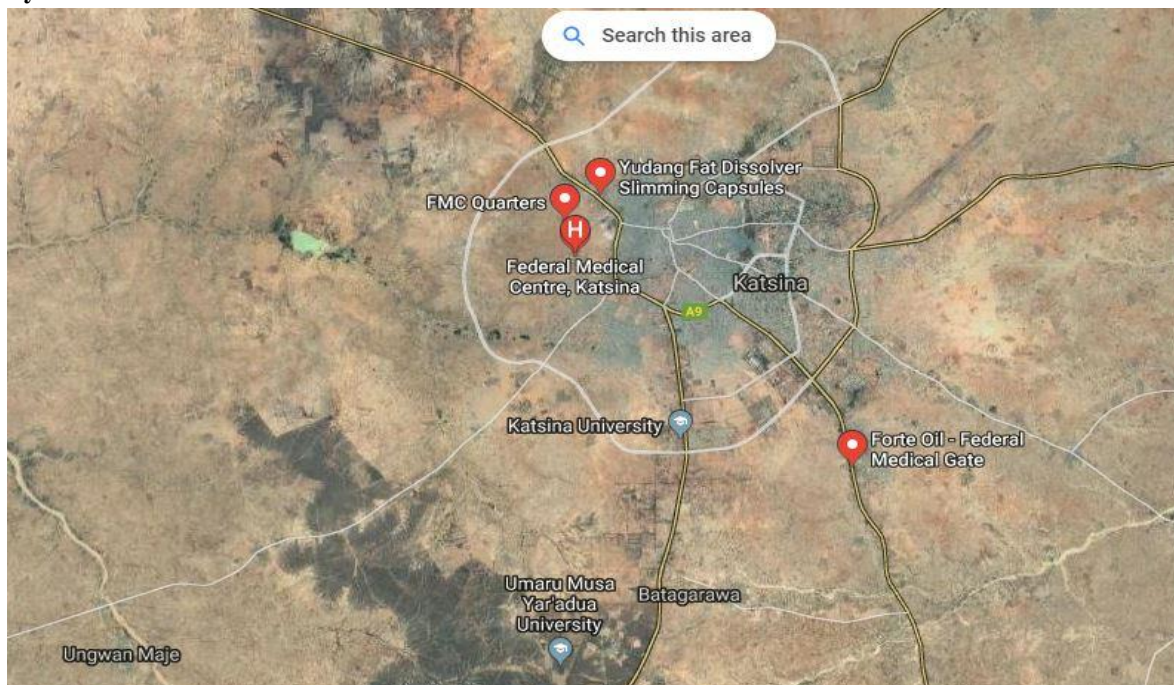 Search this area
Yudang Fat Dissolver
Slimming Capsules
FMC Quarters
H
Federal Medical
Centre, Katsina
Katsina
A9
Katsina University
Forte Oil - Federal
Medical Gate
Umaru Musa
Yar'adua
University
Batagarawa
Ungwan Maje